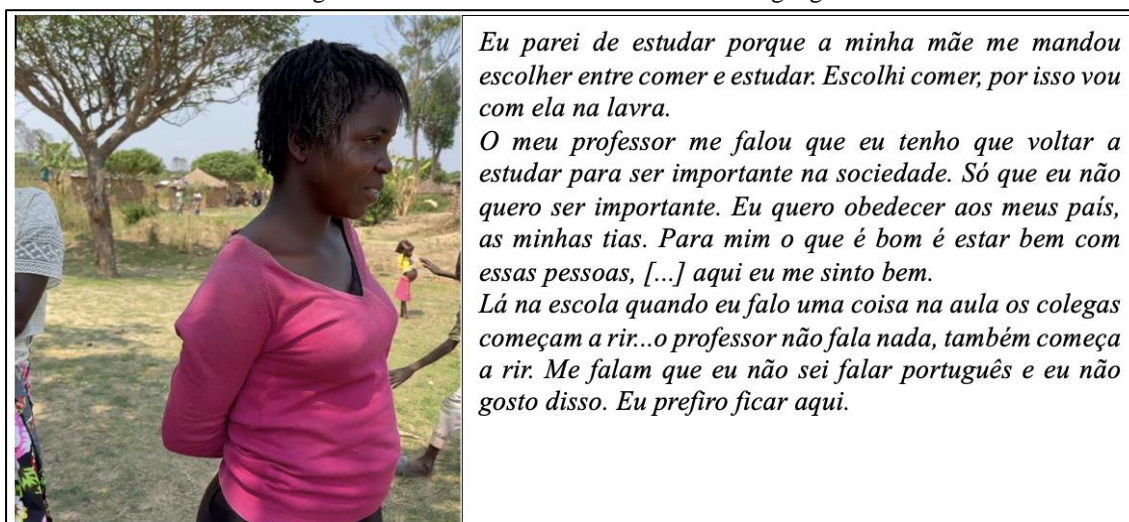 Eu parei de estudar porque a minha mãe me mandou
escolher entre comer e estudar. Escolhi comer, por isso vou
com ela na lavra.
O meu professor me falou que eu tenho que voltar a
estudar para ser importante na sociedade. Só que eu não
quero ser importante. Eu quero obedecer aos meus país,
as minhas tias. Para mim o que é bom é estar bem com
essas pessoas, [...] aqui eu me sinto bem.
Lá na escola quando eu falo uma coisa na aula os colegas
começam a rir...o professor não fala nada, também começa
a rir. Me falam que eu não sei falar português e eu não
gosto disso. Eu prefiro ficar aqui.